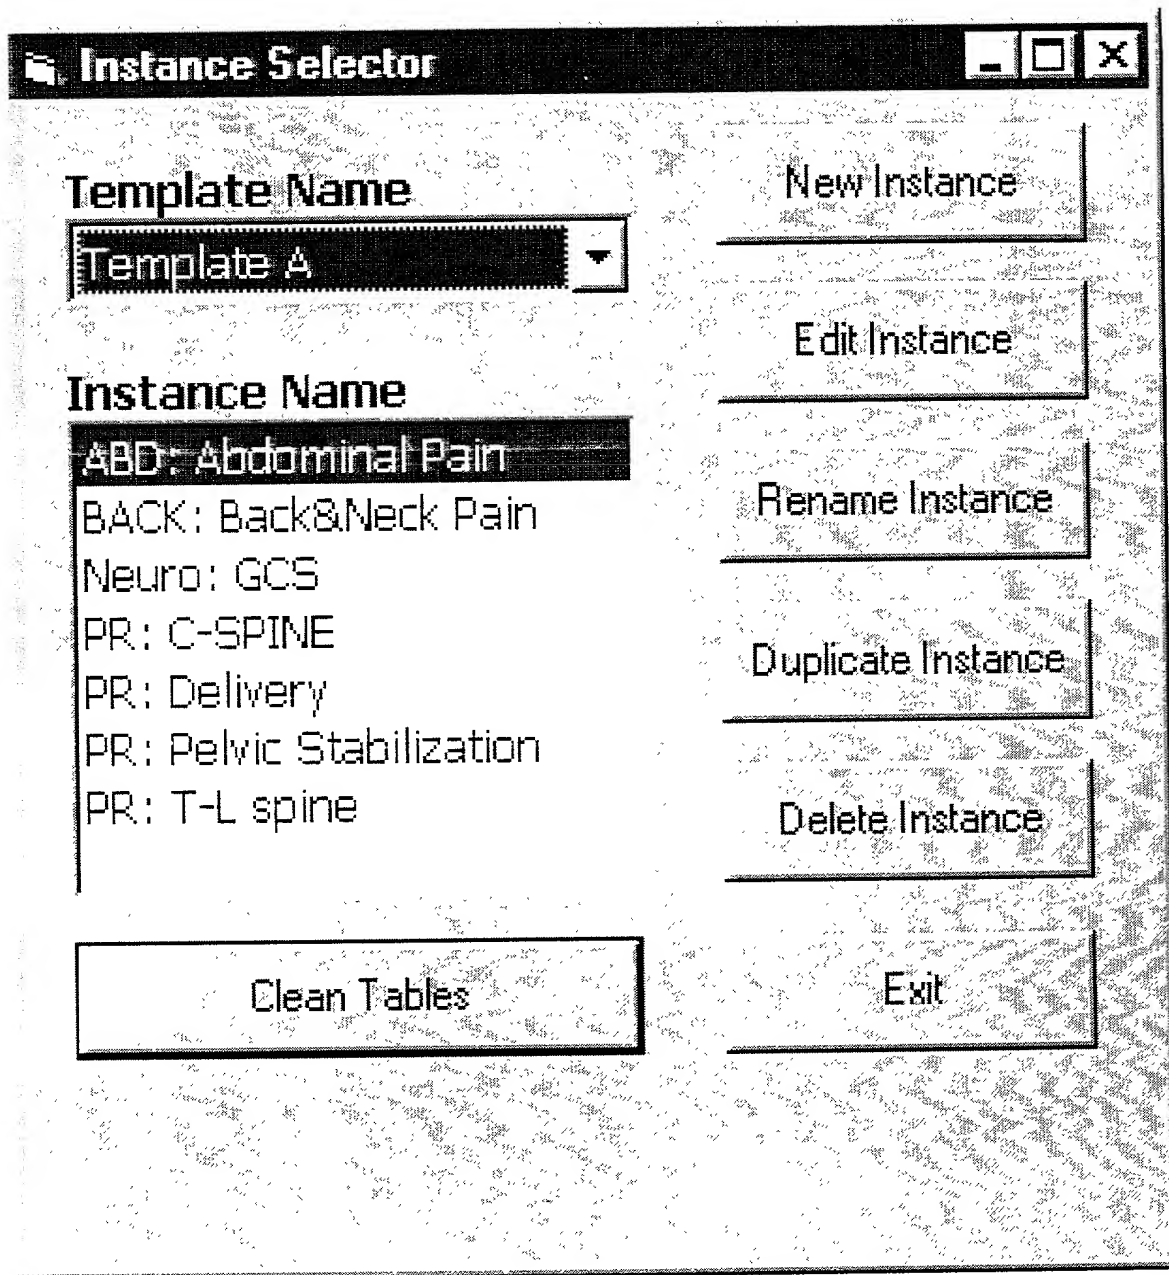 Instance Selector
Template Name
Template A
Instance Name
ABD: Abdominal Pain
BACK: Back&Neck Pain
Neuro: GCS
PR: C-SPINE
PR: Delivery
PR: Pelvic Stabilization
PR: T-L spine
Clean Tables
New Instance
Edit Instance
Rename Instance
Duplicate Instance
Delete Instance
Exit